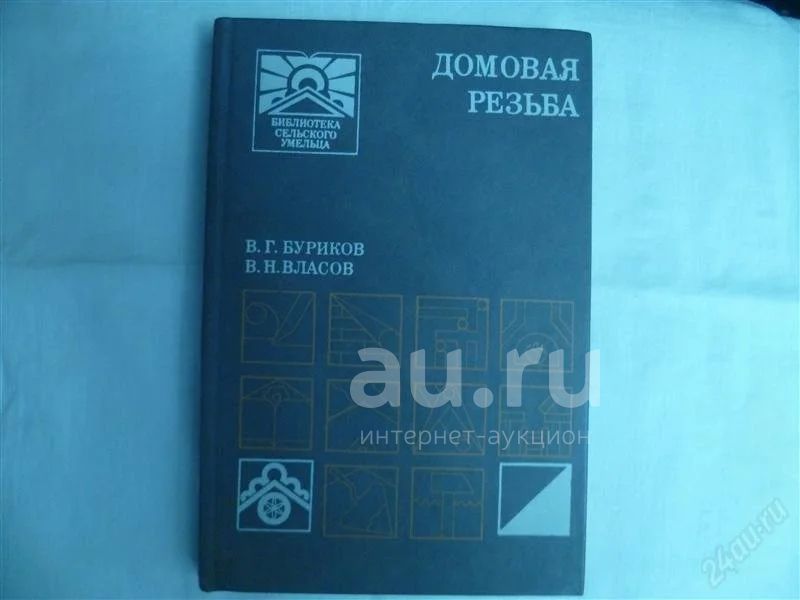 ДОМОВАЯ
РЕЗЬБА
БИБЛИОТЕКА
СЕЛЬСКОГО
УМЕЛЬЦА
В. Г. БУРИКОВ
В. Н. ВЛАСОВ
au.ru
интернет-аукцион
24au.ru